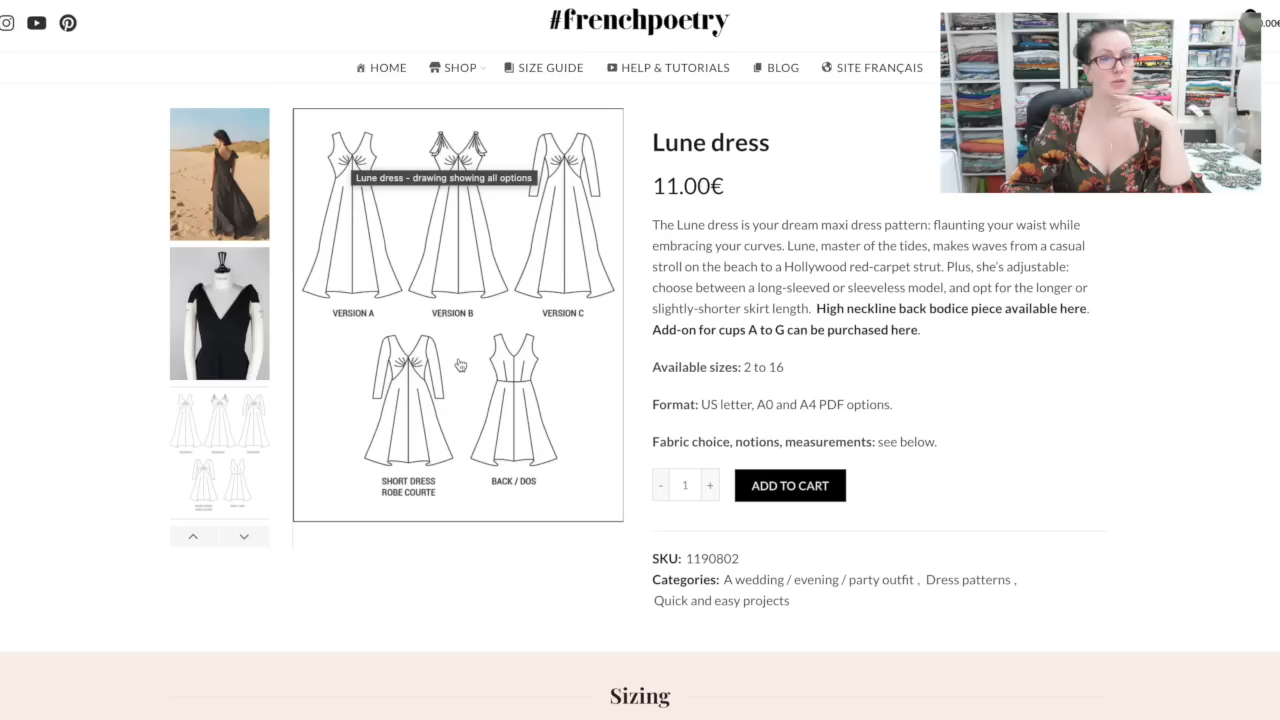 #frenchpoetry
HOME
SHOP
SIZE GUIDE
HELP & TUTORIALS
BLOG
SITE FRANÇAIS
Lune dress - drawing showing all options
VERSION A
VERSION B
VERSION C
SHORT DRESS
ROBE COURTE
BACK / DOS
Lune dress
11.00€
The Lune dress is your dream maxi dress pattern: flaunting your waist while
embracing your curves. Lune, master of the tides, makes waves from a casual
stroll on the beach to a Hollywood red-carpet strut. Plus, she's adjustable:
choose between a long-sleeved or sleeveless model, and opt for the longer or
slightly-shorter skirt length. High neckline back bodice piece available here.
Add-on for cups A to G can be purchased here.
Available sizes: 2 to 16
Format: US letter, A0 and A4 PDF options.
Fabric choice, notions, measurements: see below.
- 1 +
ADD TO CART
SKU: 1190802
Categories: A wedding / evening / party outfit , Dress patterns ,
Quick and easy projects
Sizing